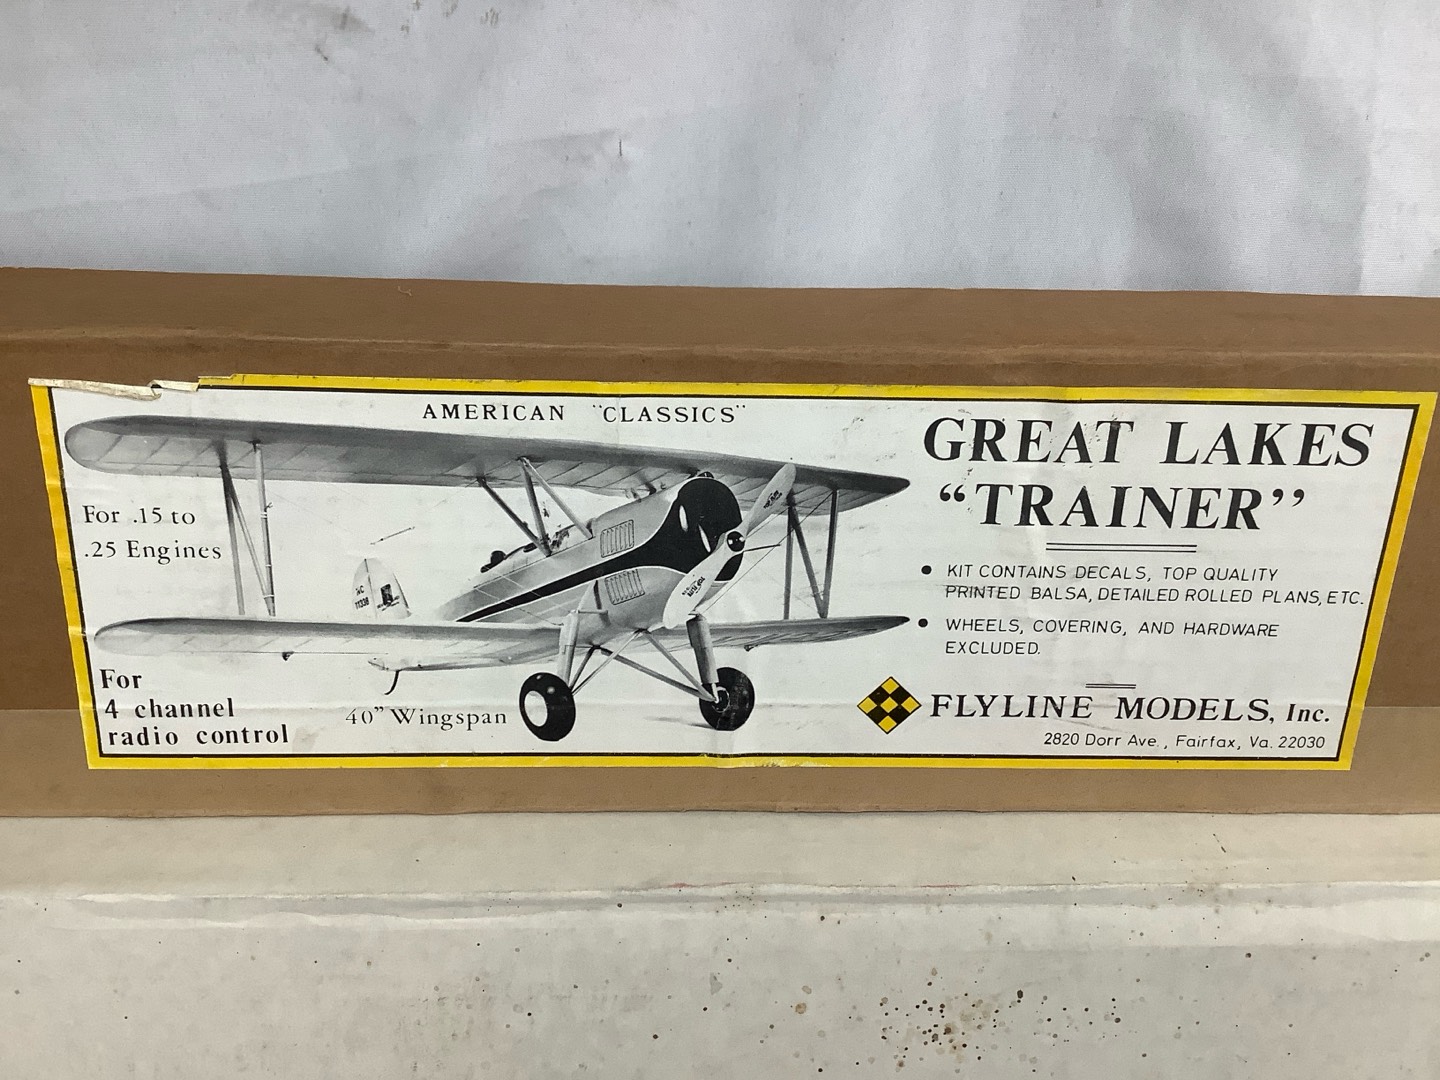 AMERICAN "CLASSICS"
GREAT LAKES
“TRAINER”
For .15 to
.25 Engines
• KIT CONTAINS DECALS, TOP QUALITY
PRINTED BALSA, DETAILED ROLLED PLANS, ETC.
• WHEELS, COVERING, AND HARDWARE
EXCLUDED.
For
4 channel
radio control
40” Wingspan
FLYLINE MODELS, Inc.
2820 Dorr Ave., Fairfax, Va. 22030